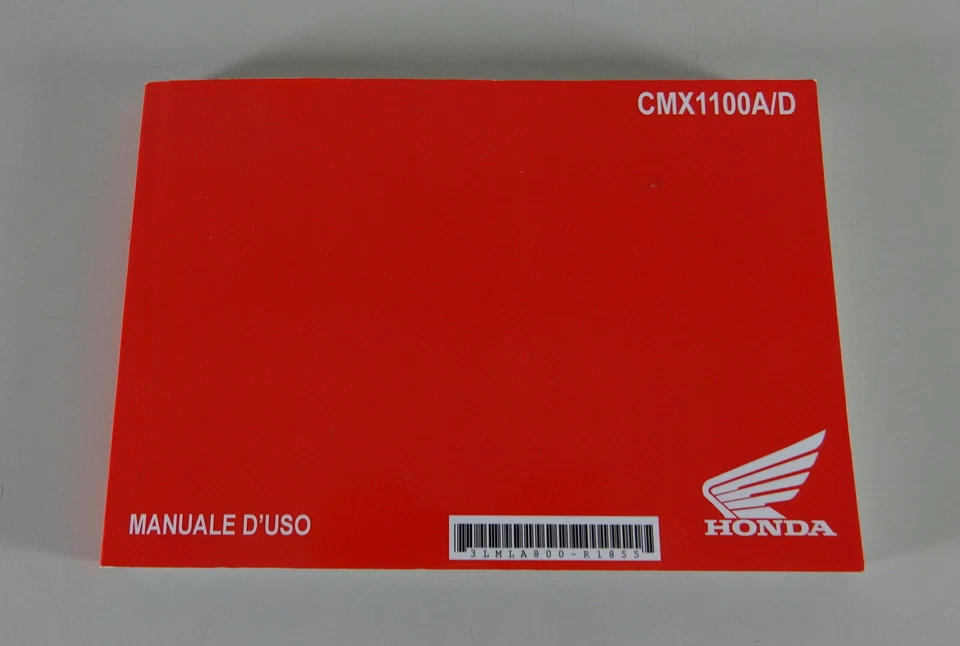 CMX1100A/D
MANUALE D'USO
3LMLA800-R1855
HONDA